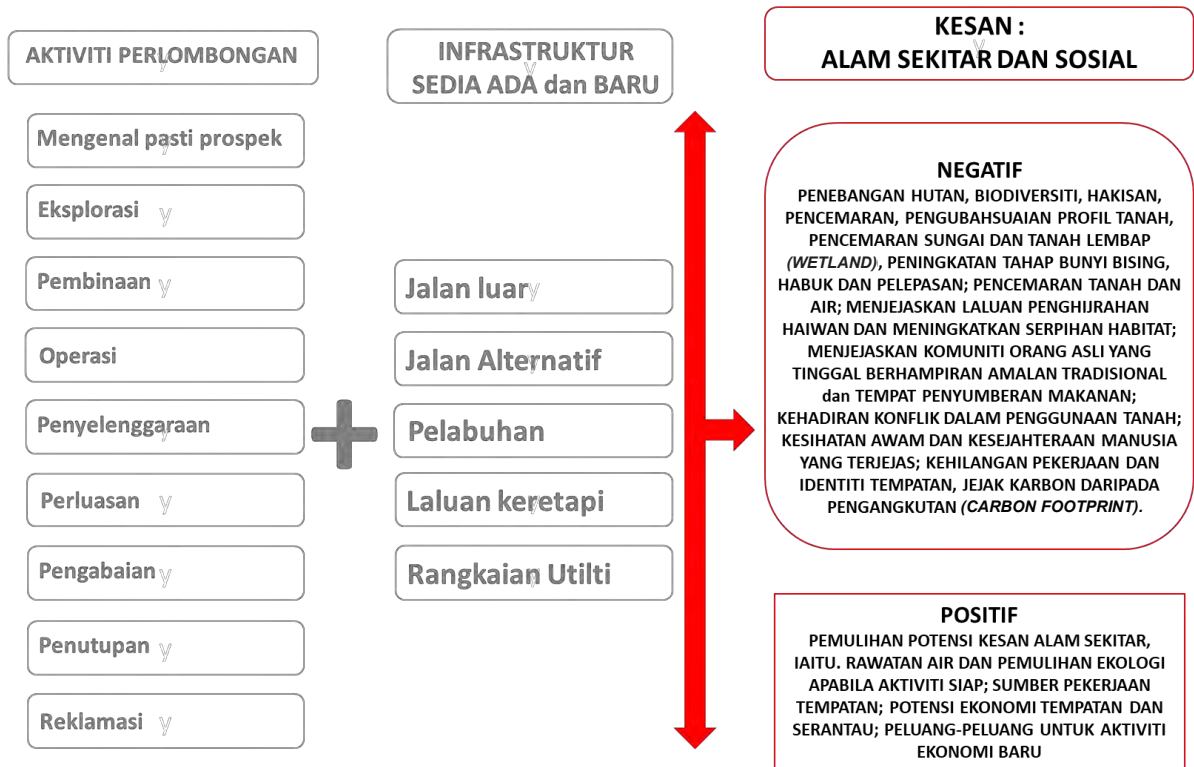 AKTIVITI PERLOMBONGAN
Mengenal pasti prospek
Eksplorasi
Pembinaan
Operasi
Penyelenggaraan
Perluasan
Pengabaian
Penutupan
Reklamasi
INFRASTRUKTUR
SEDIA ADA dan BARU
Jalan luar
Jalan Alternatif
Pelabuhan
Laluan keretapi
Rangkaian Utilti
KESAN :
ALAM SEKITAR DAN SOSIAL
NEGATIF
PENEBANGAN HUTAN, BIODIVERSITI, HAKISAN,
PENCEMARAN, PENGUBAHSUAIAN PROFIL TANAH,
PENCEMARAN SUNGAI DAN TANAH LEMBAP
(WETLAND), PENINGKATAN TAHAP BUNYI BISING,
HABUK DAN PELEPASAN; PENCEMARAN TANAH DAN
AIR; MENJEJASKAN LALUAN PENGHIJRAHAN
HAIWAN DAN MENINGKATKAN SERPIHAN HABITAT;
MENJEJASKAN KOMUNITI ORANG ASLI YANG
TINGGAL BERHAMPIRAN AMALAN TRADISIONAL
dan TEMPAT PENYUMBERAN MAKANAN;
KEHADIRAN KONFLIK DALAM PENGGUNAAN TANAH;
KESIHATAN AWAM DAN KESEJAHTERAAN MANUSIA
YANG TERJEJAS; KEHILANGAN PEKERJAAN DAN
IDENTITI TEMPATAN, JEJAK KARBON DARIPADA
PENGANGKUTAN (CARBON FOOTPRINT).
POSITIF
PEMULIHAN POTENSI KESAN ALAM SEKITAR,
IAITU. RAWATAN AIR DAN PEMULIHAN EKOLOGI
APABILA AKTIVITI SIAP; SUMBER PEKERJAAN
TEMPATAN; POTENSI EKONOMI TEMPATAN DAN
SERANTAU; PELUANG-PELUANG UNTUK AKTIVITI
EKONOMI BARU